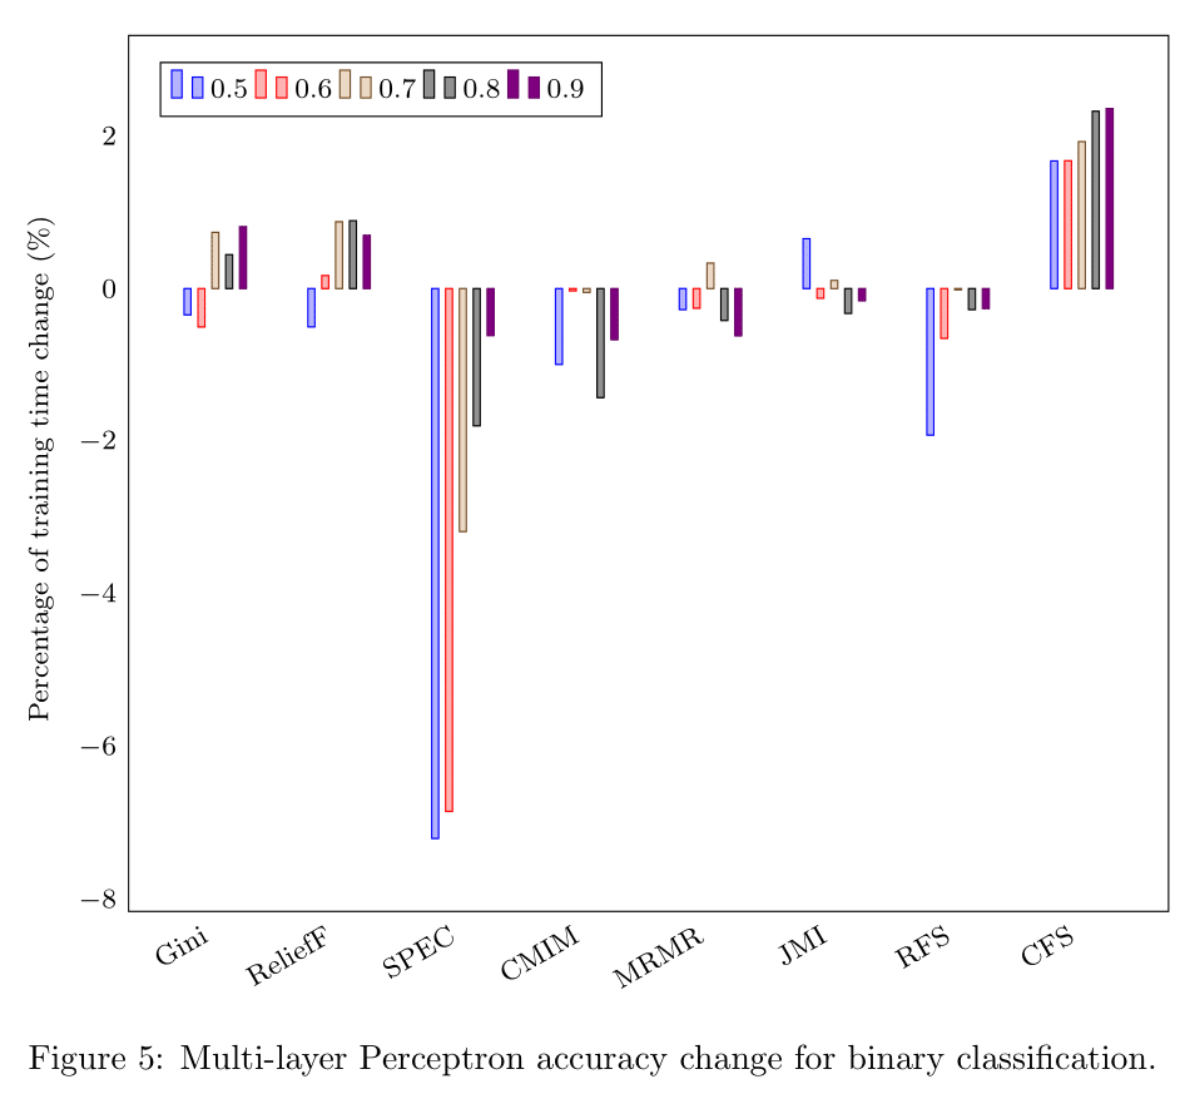 0.5 0.6 0.7 0.8 0.9
Percentage of training time change (%)
2
0
−2
−4
−6
−8
Gini ReliefF SPEC CMIM MRMR JMI RFS CFS
Figure 5: Multi-layer Perceptron accuracy change for binary classification.